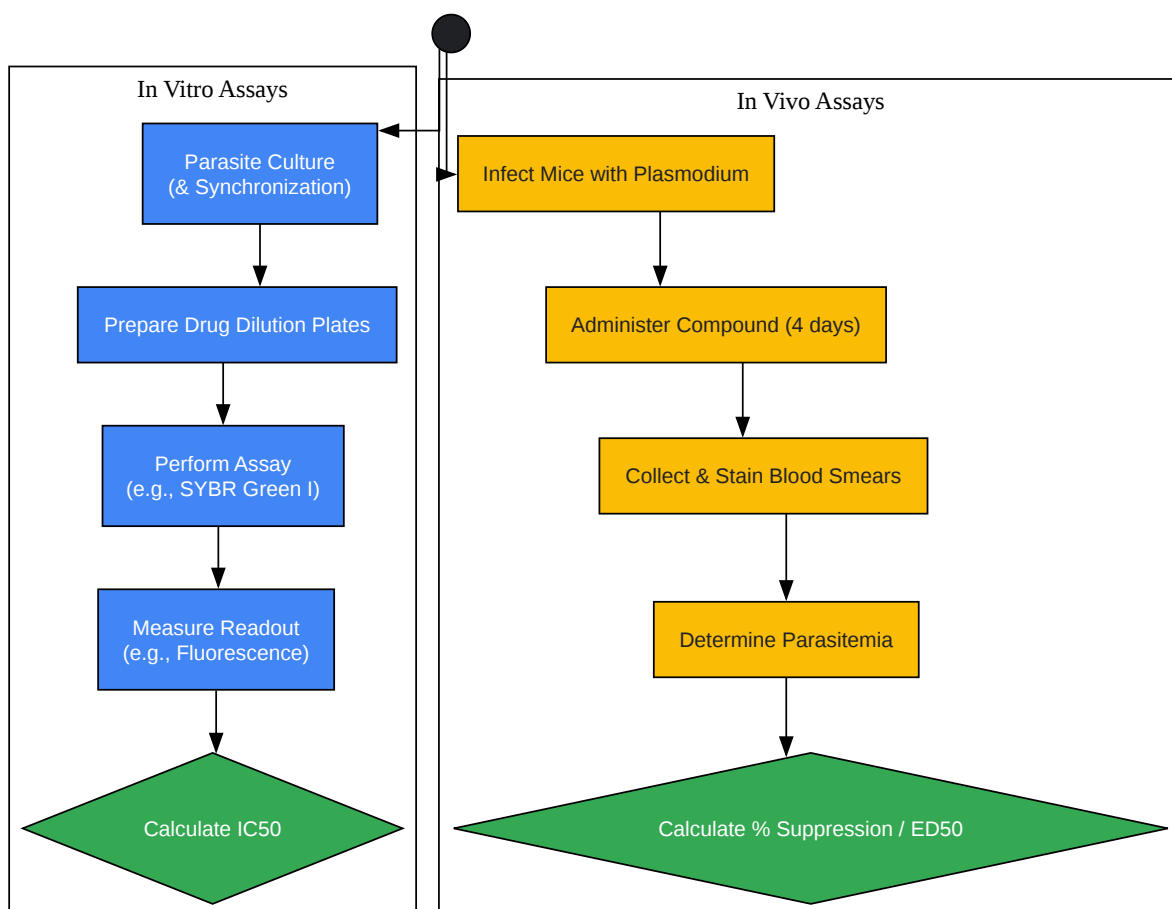 In Vitro Assays
Parasite Culture
(& Synchronization)
Prepare Drug Dilution Plates
Perform Assay
(e.g., SYBR Green I)
Measure Readout
(e.g., Fluorescence)
Calculate IC50
In Vivo Assays
Infect Mice with Plasmodium
Administer Compound (4 days)
Collect & Stain Blood Smears
Determine Parasitemia
Calculate % Suppression / ED50